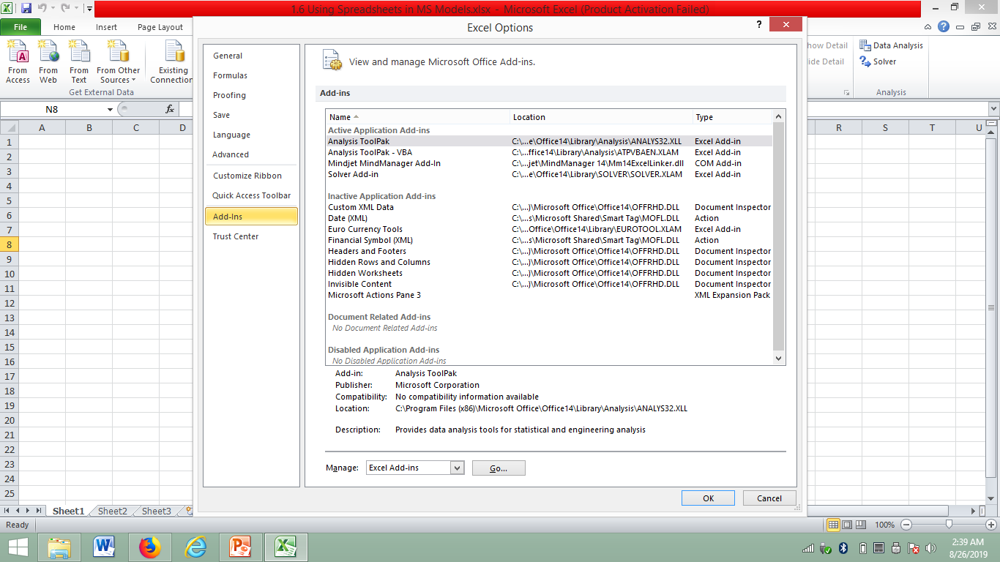 1.6 Using Spreadsheets in MS Models.xlsx - Microsoft Excel (Product Activation Failed)
File Home Insert Page Layout
Excel Options ?
From Access From Web From Text From Other Sources Existing Connection
Get External Data
how Detail
ide Detail
Data Analysis
Solver
Analysis
N8 fx
A B C D R S T U
1
2
3
4
5
6
7
8
9
10
11
12
13
14
15
16
17
18
19
20
21
22
23
24
25
General
Formulas
Proofing
Save
Language
Advanced
Customize Ribbon
Quick Access Toolbar
Add-Ins
Trust Center
View and manage Microsoft Office Add-ins.
Add-ins
Name Location Type
Active Application Add-ins
Analysis ToolPak C:\...e\Office14\Library\Analysis\ANALYS32.XLL Excel Add-in
Analysis ToolPak - VBA C:\...ffice14\Library\Analysis\ATPVBAEN.XLAM Excel Add-in
Mindjet MindManager Add-In C:\...jet\MindManager 14\Mm14ExcelLinker.dll COM Add-in
Solver Add-in C:\...e\Office14\Library\SOLVER\SOLVER.XLAM Excel Add-in
Inactive Application Add-ins
Custom XML Data C:\...)\Microsoft Office\Office14\OFFRHD.DLL Document Inspector
Date (XML) C:\...s\Microsoft Shared\Smart Tag\MOFL.DLL Action
Euro Currency Tools C:\...Office\Office14\Library\EUROTOOL.XLAM Excel Add-in
Financial Symbol (XML) C:\...s\Microsoft Shared\Smart Tag\MOFL.DLL Action
Headers and Footers C:\...)\Microsoft Office\Office14\OFFRHD.DLL Document Inspector
Hidden Rows and Columns C:\...)\Microsoft Office\Office14\OFFRHD.DLL Document Inspector
Hidden Worksheets C:\...)\Microsoft Office\Office14\OFFRHD.DLL Document Inspector
Invisible Content C:\...)\Microsoft Office\Office14\OFFRHD.DLL Document Inspector
Microsoft Actions Pane 3 XML Expansion Pack
Document Related Add-ins
No Document Related Add-ins
Disabled Application Add-ins
No Disabled Application Add-ins
Add-in: Analysis ToolPak
Publisher: Microsoft Corporation
Compatibility: No compatibility information available
Location: C:\Program Files (x86)\Microsoft Office\Office14\Library\Analysis\ANALYS32.XLL
Description: Provides data analysis tools for statistical and engineering analysis
Manage: Excel Add-ins Go...
OK Cancel
Sheet1 Sheet2 Sheet3
Ready 100%
2:39 AM
8/26/2019